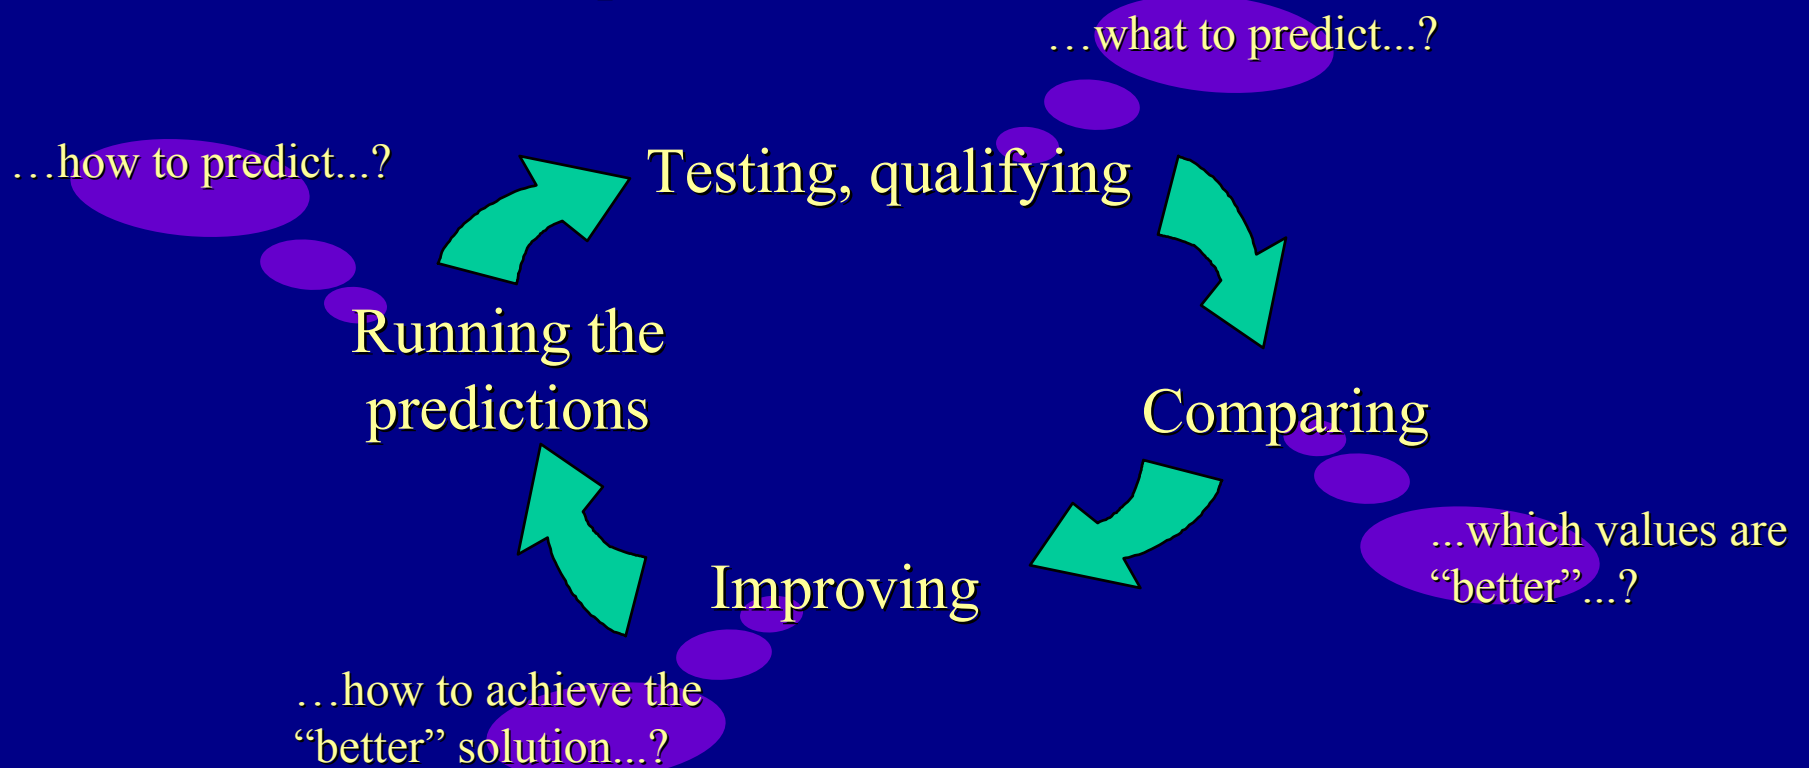 …what to predict...?
…how to predict...?
Testing, qualifying
Running the
predictions
Comparing
...which values are
“better”...?
Improving
…how to achieve the
“better” solution...?